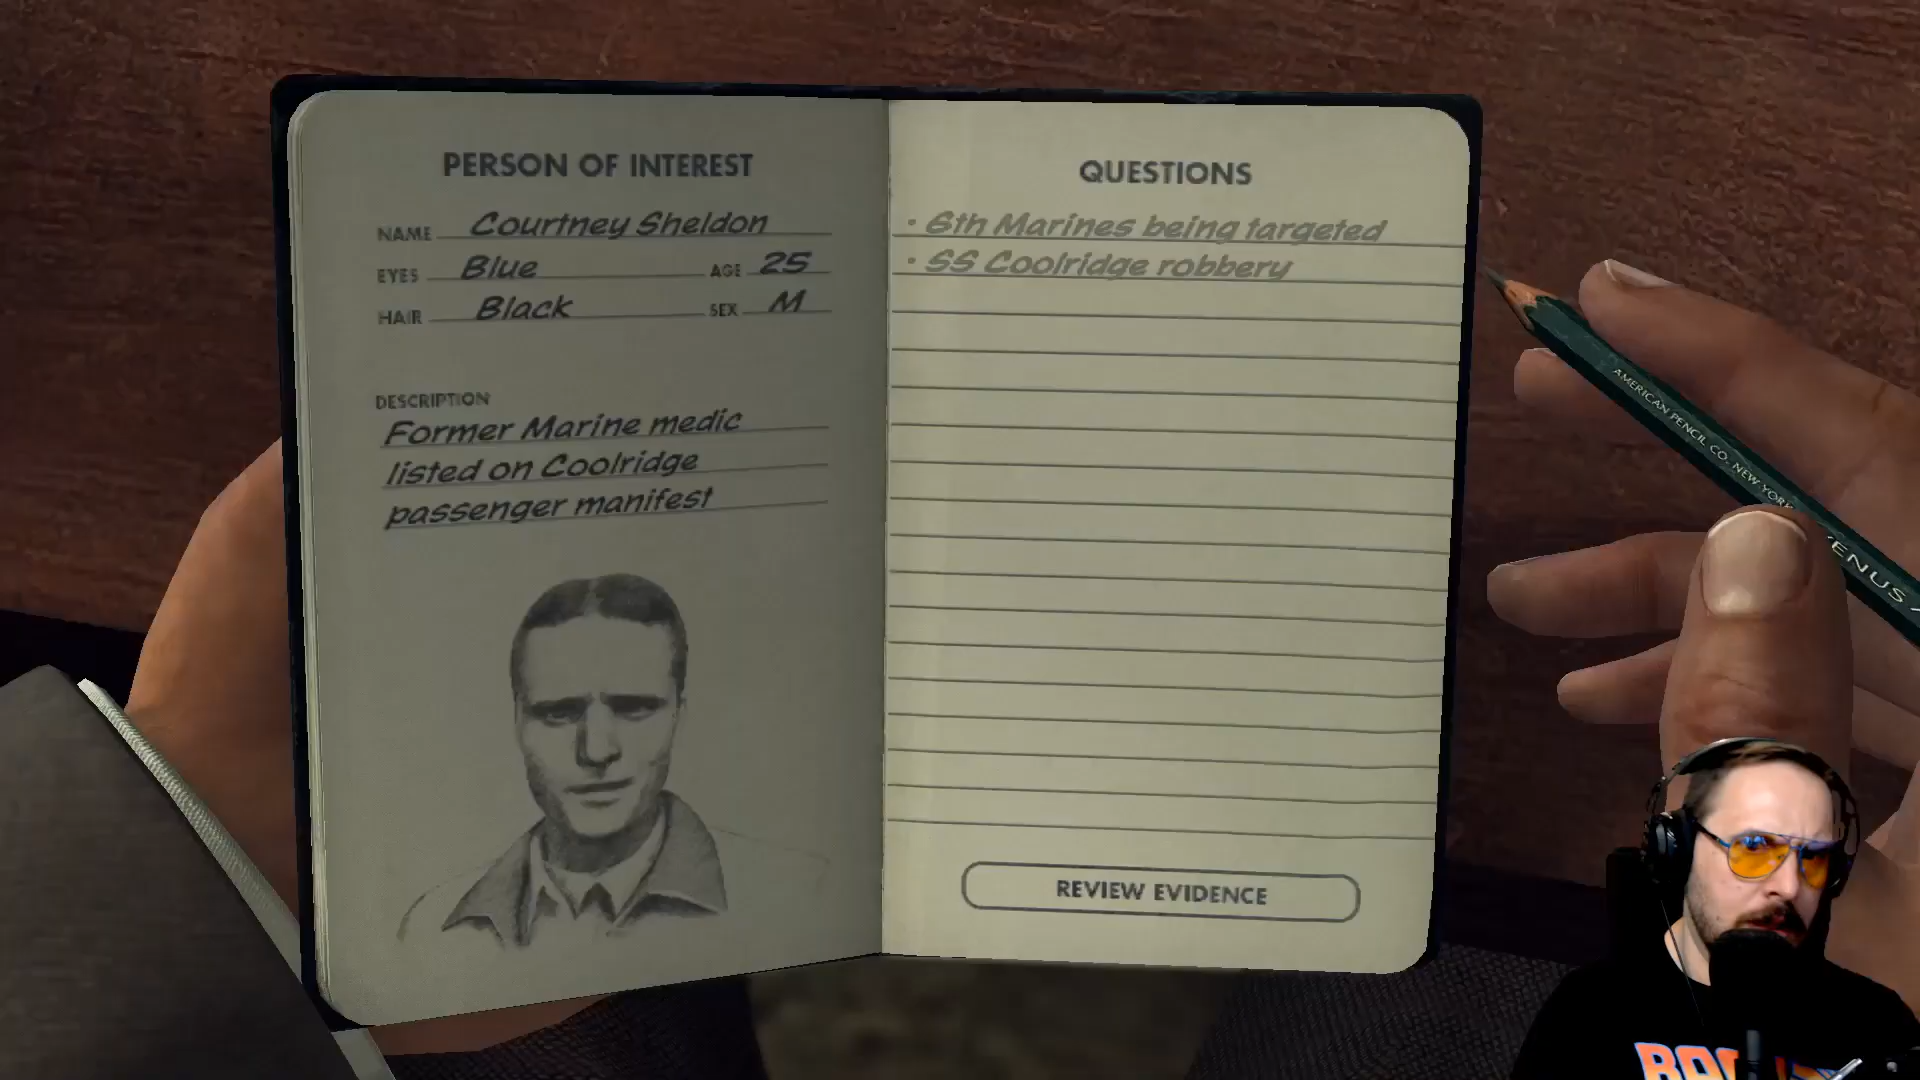 PERSON OF INTEREST
NAME Courtney Sheldon
EYES Blue AGE 25
HAIR Black SEX M
DESCRIPTION
Former Marine medic
listed on Coolridge
passenger manifest
QUESTIONS
· 6th Marines being targeted
· SS Coolridge robbery
REVIEW EVIDENCE
AMERICAN PENCIL CO. NEW YORK
VENUS